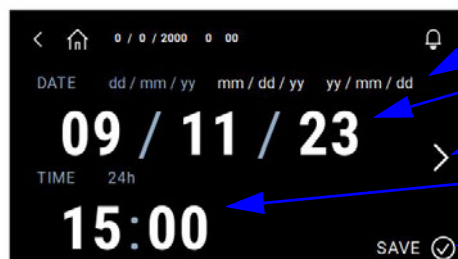 0 / 0 / 2000 0 00
DATE dd / mm / yy mm / dd / yy yy / mm / dd
09 / 11 / 23
TIME 24h
15:00
SAVE